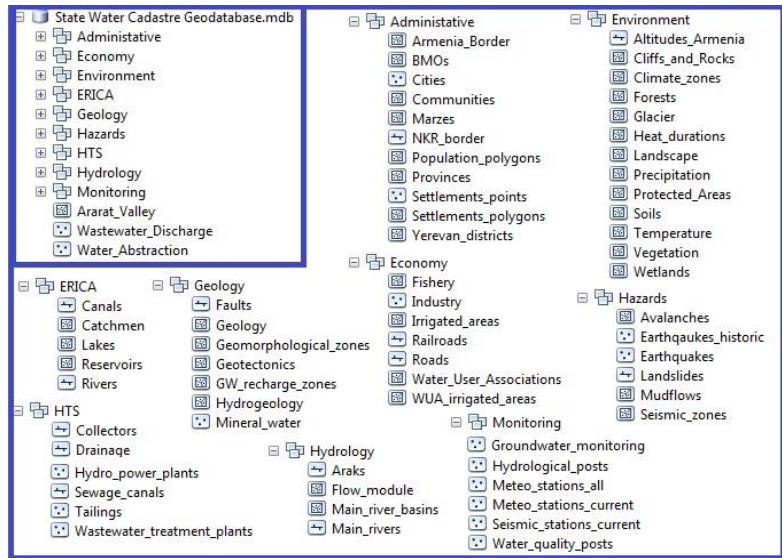 State Water Cadastre Geodatabase.mdb
Administative
Economy
Environment
ERICA
Geology
Hazards
HTS
Hydrology
Monitoring
Ararat_Valley
Wastewater_Discharge
Water_Abstraction
Administative
Armenia_Border
BMOs
Cities
Communities
Marzes
NKR_border
Population_polygons
Provinces
Settlements_points
Settlements_polygons
Yerevan_districts
Environment
Altitudes_Armenia
Cliffs_and_Rocks
Climate_zones
Forests
Glacier
Heat_durations
Landscape
Precipitation
Protected_Areas
Soils
Temperature
Vegetation
Wetlands
ERICA
Canals
Catchmen
Lakes
Reservoirs
Rivers
Geology
Faults
Geology
Geomorphological_zones
Geotectonics
GW_recharge_zones
Hydrogeology
Mineral_water
Economy
Fishery
Industry
Irrigated_areas
Railroads
Roads
Water_User_Associations
WUA_irrigated_areas
Hazards
Avalanches
Earthqaukes_historic
Earthquakes
Landslides
Mudflows
Seismic_zones
HTS
Collectors
Drainage
Hydro_power_plants
Sewage_canals
Tailings
Wastewater_treatment_plants
Hydrology
Araks
Flow_module
Main_river_basins
Main_rivers
Monitoring
Groundwater_monitoring
Hydrological_posts
Meteo_stations_all
Meteo_stations_current
Seismic_stations_current
Water_quality_posts